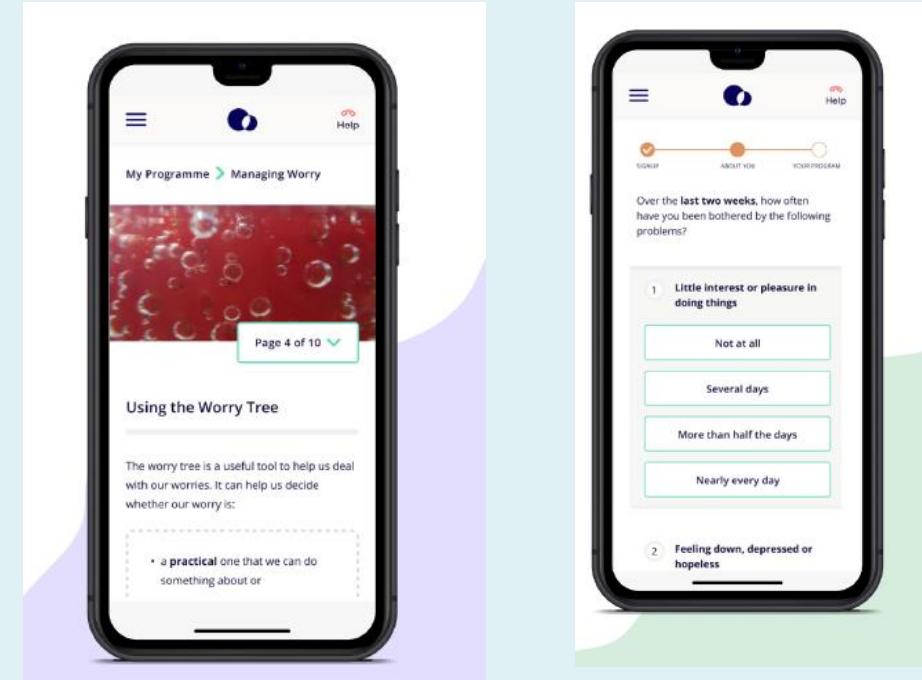 Help
My Programme > Managing Worry
Page 4 of 10
Using the Worry Tree
The worry tree is a useful tool to help us deal
with our worries. It can help us decide
whether our worry is:
• a practical one that we can do
something about or
Help
SIGNUP ABOUT YOU YOUR PROGRAM
Over the last two weeks, how often
have you been bothered by the following
problems?
1 Little interest or pleasure in
doing things
Not at all
Several days
More than half the days
Nearly every day
2 Feeling down, depressed or
hopeless